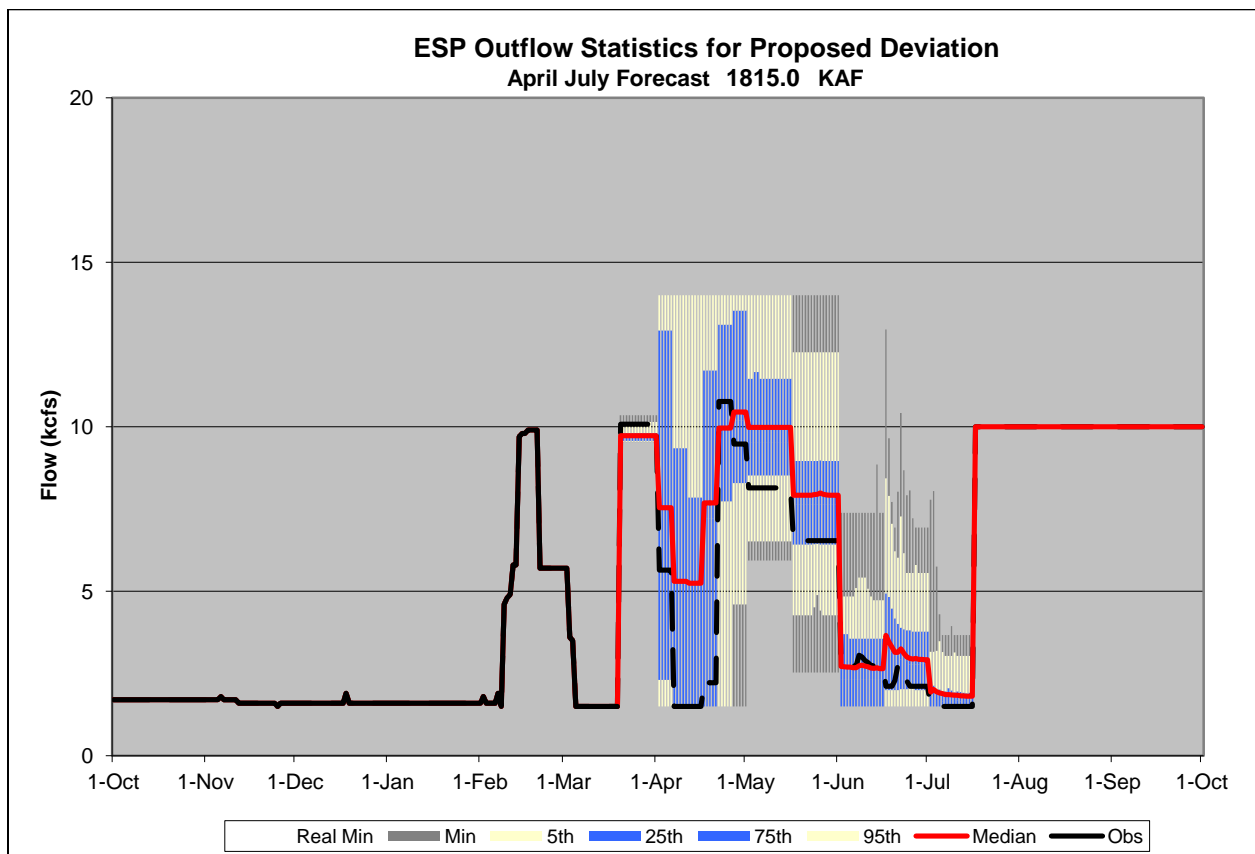 ESP Outflow Statistics for Proposed Deviation
April July Forecast 1815.0 KAF
20
15
10
5
0
Flow (kcfs)
1-Oct 1-Nov 1-Dec 1-Jan 1-Feb 1-Mar 1-Apr 1-May 1-Jun 1-Jul 1-Aug 1-Sep 1-Oct
Real Min Min 5th 25th 75th 95th Median Obs